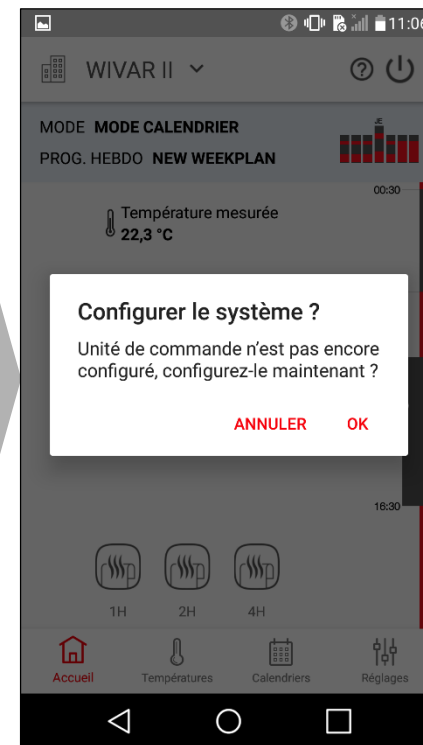 11:06
WIVAR II
MODE MODE CALENDRIER
PROG. HEBDO NEW WEEKPLAN
JE
00:30
Température mesurée
22,3 °C
Configurer le système ?
Unité de commande n'est pas encore
configuré, configurez-le maintenant ?
ANNULER OK
16:30
1H 2H 4H
Accueil Températures Calendriers Réglages